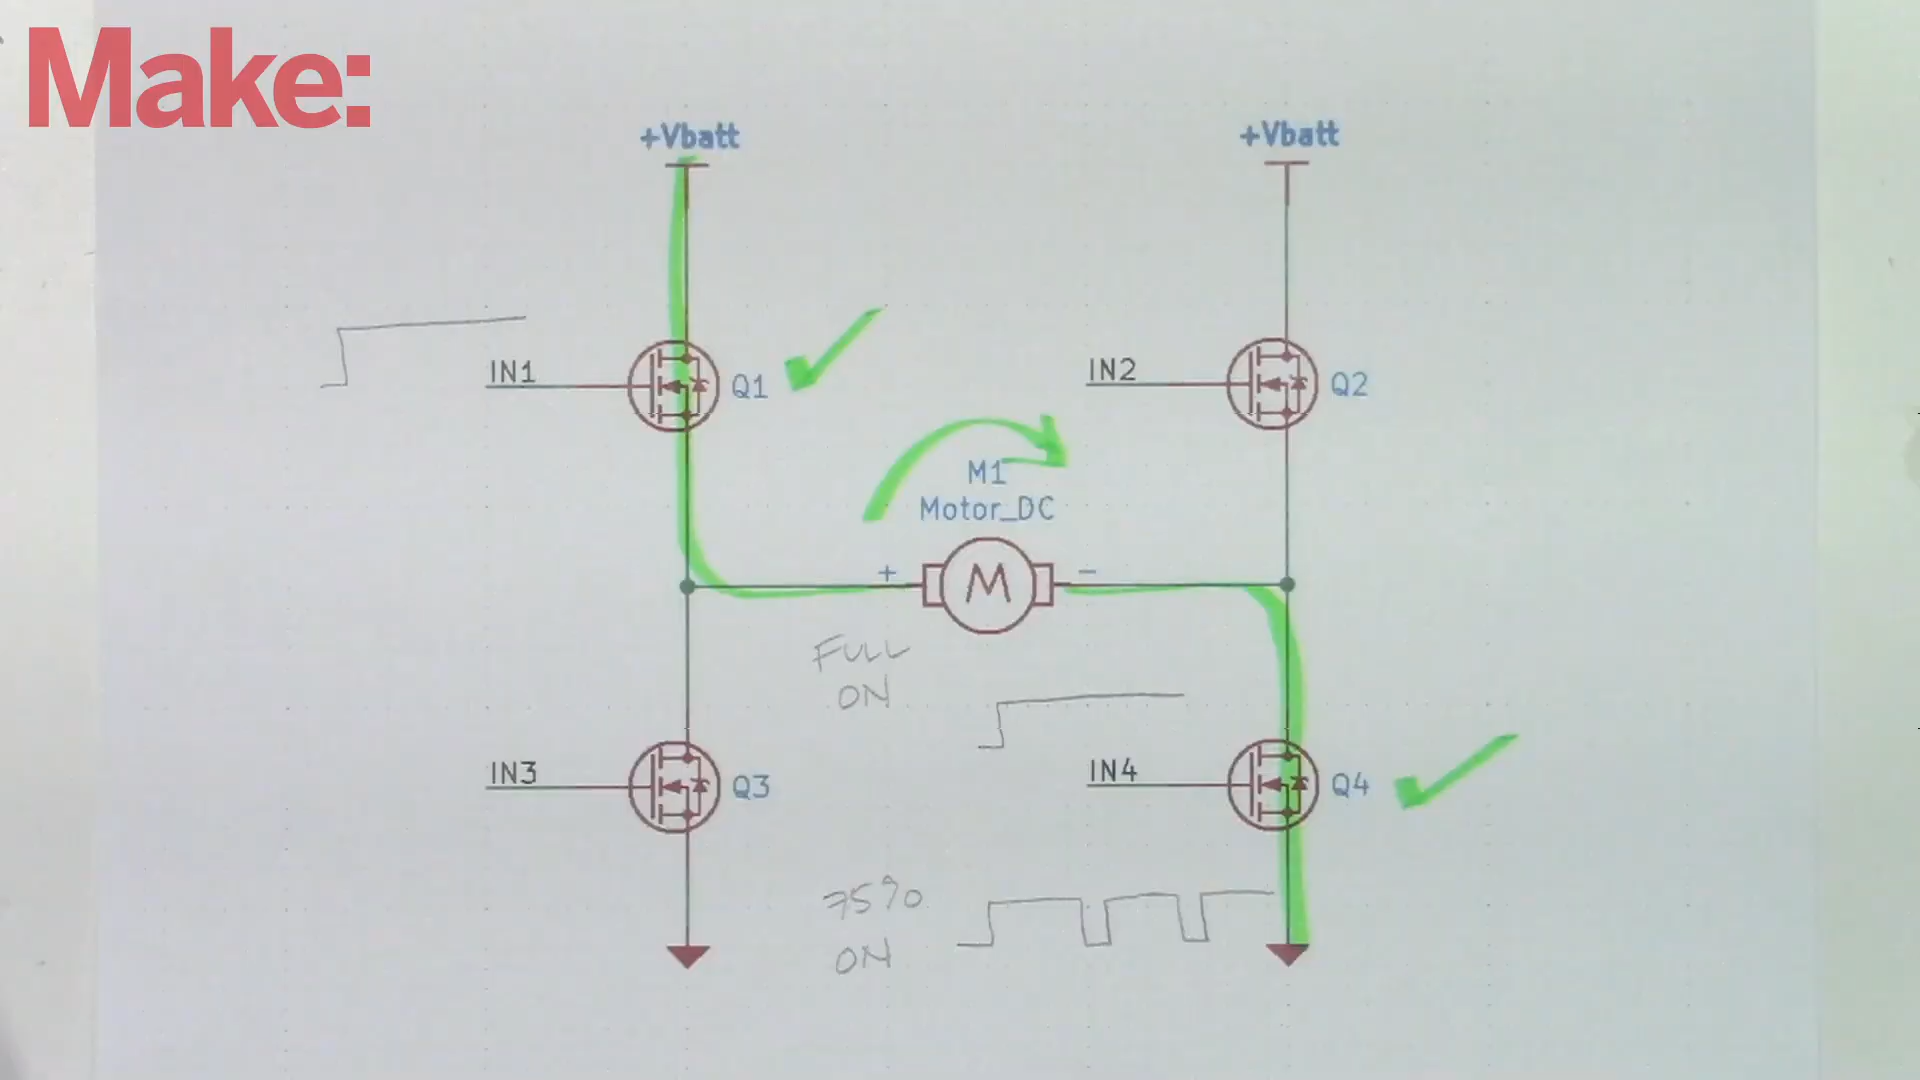 Make:
+Vbatt
+Vbatt
IN1
Q1
IN2
Q2
M1
Motor_DC
+
M
-
FULL
ON
IN3
Q3
IN4
Q4
75%
ON